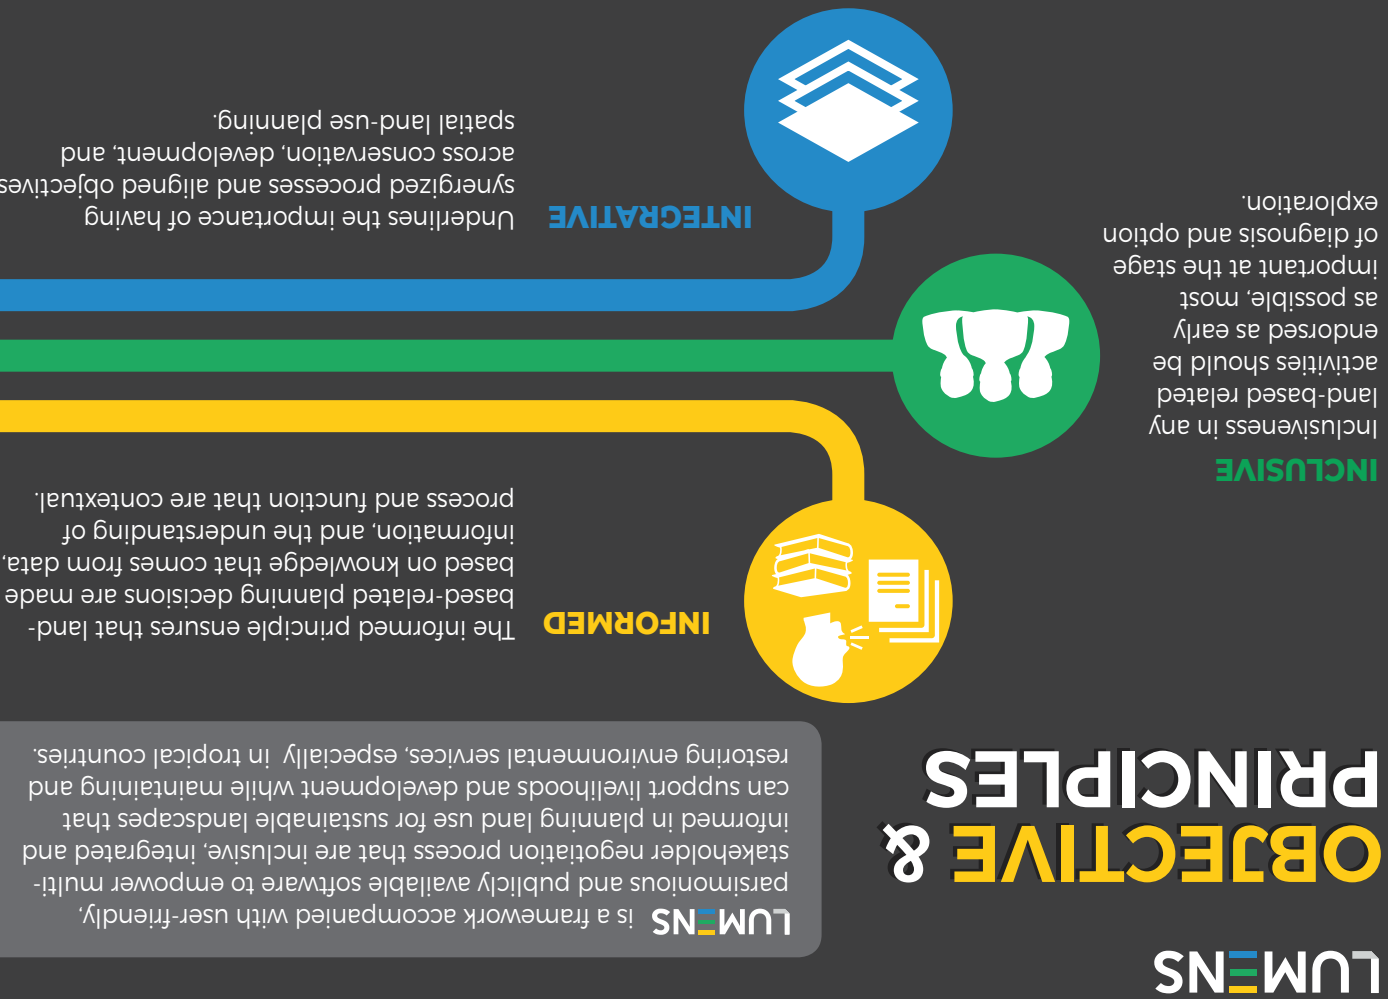 LUMENS
OBJECTIVE &
PRINCIPLES
LUMENS is a framework accompanied with user-friendly,
parsimonious and publicly available software to empower multi-
stakeholder negotiation process that are inclusive, integrated and
informed in planning land use for sustainable landscapes that
can support livelihoods and development while maintaining and
restoring environmental services, especially in tropical countries.
INFORMED
The informed principle ensures that land-
based-related planning decisions are made
based on knowledge that comes from data,
information, and the understanding of
process and function that are contextual.
INCLUSIVE
Inclusiveness in any
land-based related
activities should be
endorsed as early
as possible, most
important at the stage
of diagnosis and option
exploration.
INTEGRATIVE
Underlines the importance of having
synergized processes and aligned objectives
across conservation, development, and
spatial land-use planning.